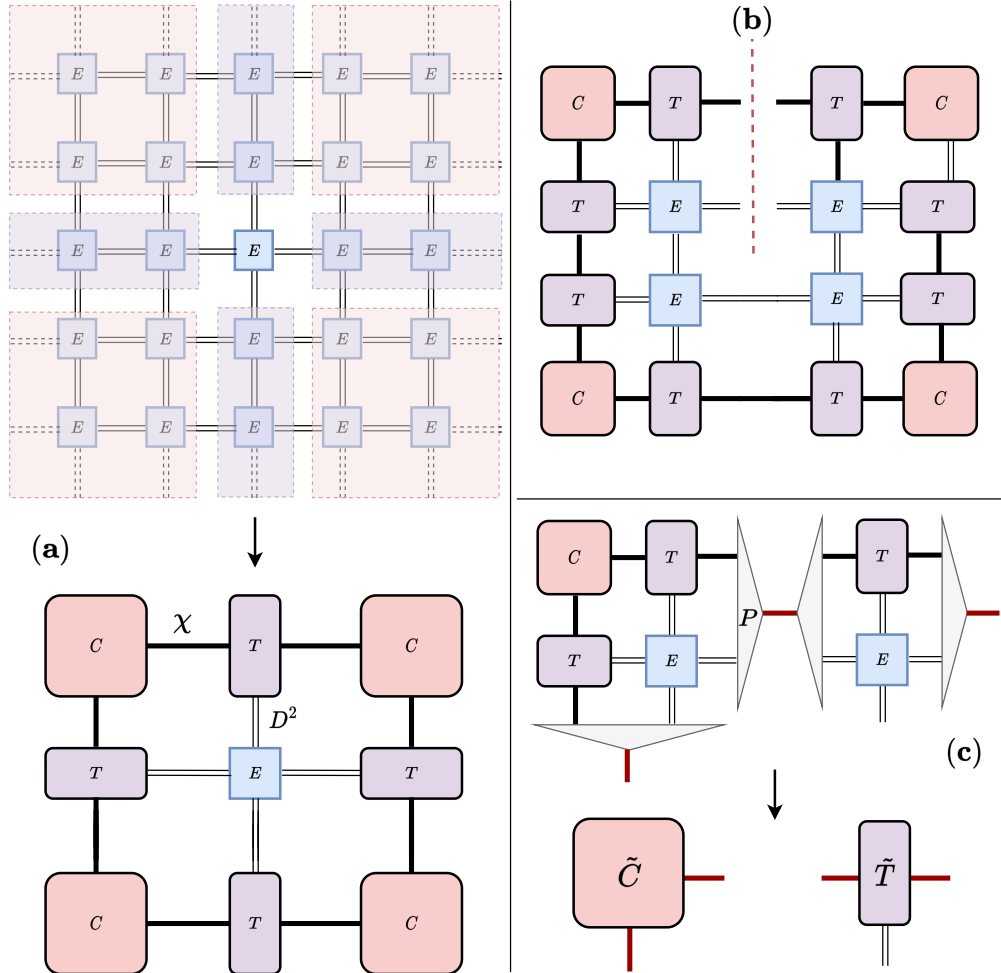 E E E E E
E E E E E
E E E E E
E E E E E
E E E E E
(a)
C χ T C
D²
T E T
C T C
(b)
C T T C
T E E T
T E E T
C T T C
C T T
P
T E E
(c)
C̃ T̃